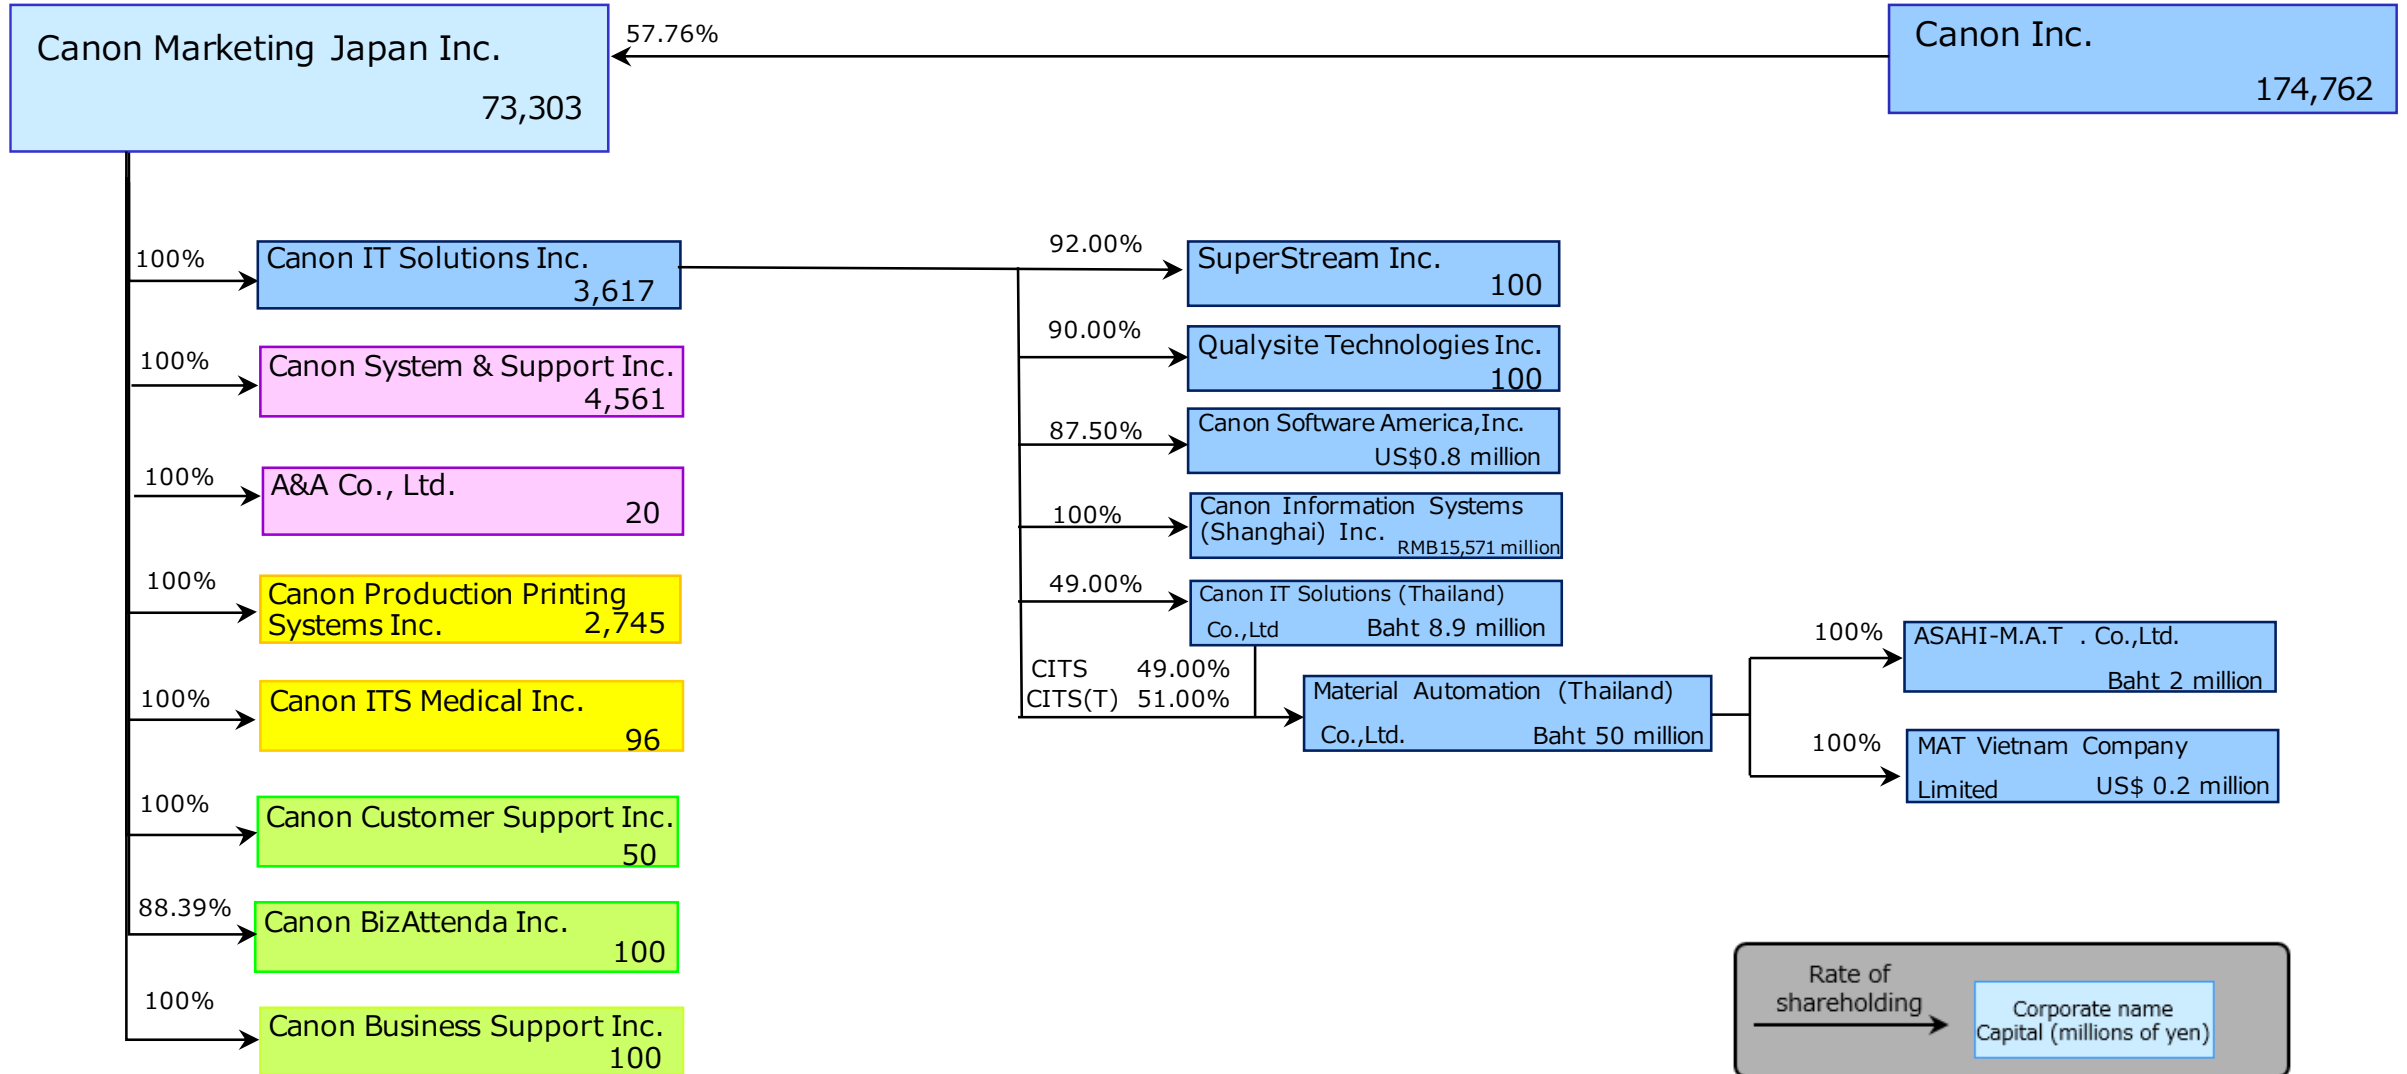 Canon Marketing Japan Inc.
73,303
57.76%
Canon Inc.
174,762
100%
Canon IT Solutions Inc.
3,617
100%
Canon System & Support Inc.
4,561
100%
A&A Co., Ltd.
20
100%
Canon Production Printing
Systems Inc. 2,745
100%
Canon ITS Medical Inc.
96
100%
Canon Customer Support Inc.
50
88.39%
Canon BizAttenda Inc.
100
100%
Canon Business Support Inc.
100
92.00%
SuperStream Inc.
100
90.00%
Qualysite Technologies Inc.
100
87.50%
Canon Software America,Inc.
US$0.8 million
100%
Canon Information Systems
(Shanghai) Inc. RMB15,571 million
49.00%
Canon IT Solutions (Thailand)
Co.,Ltd Baht 8.9 million
CITS 49.00%
CITS(T) 51.00%
Material Automation (Thailand)
Co.,Ltd. Baht 50 million
100%
ASAHI-M.A.T . Co.,Ltd.
Baht 2 million
100%
MAT Vietnam Company
Limited US$ 0.2 million
Rate of
shareholding
Corporate name
Capital (millions of yen)